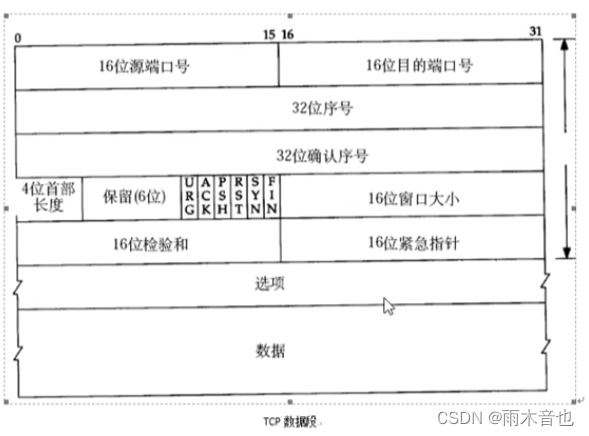 0 15 16 31
16位源端口号 16位目的端口号
32位序号
32位确认序号
4位首部长度 保留(6位) URG ACK PSH RST SYN FIN 16位窗口大小
16位检验和 16位紧急指针
选项
数据
TCP 数据段
CSDN @雨木音也